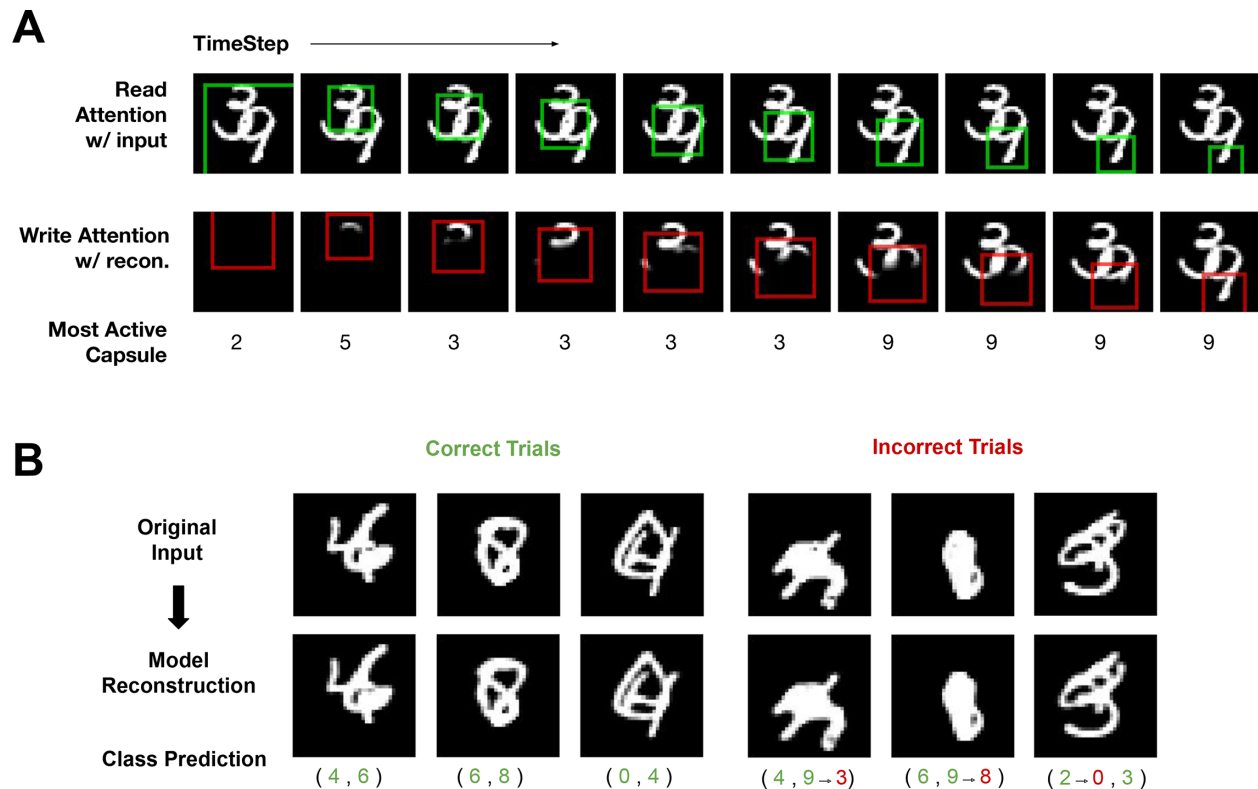 A
TimeStep
Read
Attention
w/ input
Write Attention
w/ recon.
Most Active
Capsule
2 5 3 3 3 3 9 9 9 9
B
Correct Trials
Incorrect Trials
Original
Input
Model
Reconstruction
Class Prediction
( 4 , 6 ) ( 6 , 8 ) ( 0 , 4 ) ( 4 , 9→3) ( 6 , 9→8 ) ( 2→0 , 3 )